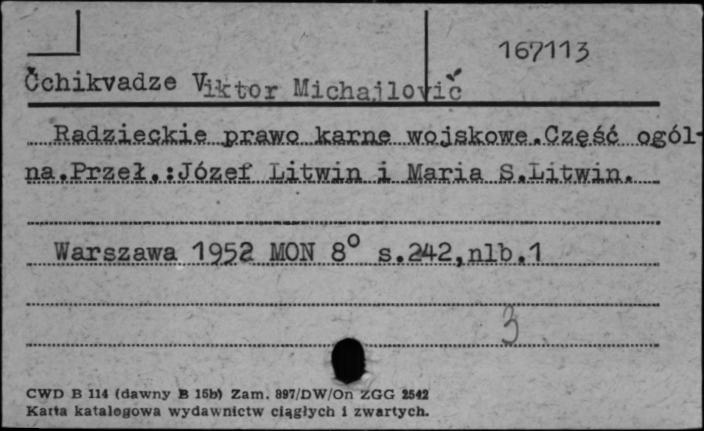 167113
Čchikvadze Viktor Michajlovič
Radzieckie prawo karne wojskowe.Część ogól-
na.Przeł.:Józef Litwin i Maria S.Litwin.
Warszawa 1952 MON 8° s.242,nlb.1
3
CWD B 114 (dawny B 15b) Zam. 897/DW/On ZGG 2542
Karta katalogowa wydawnictw ciągłych i zwartych.